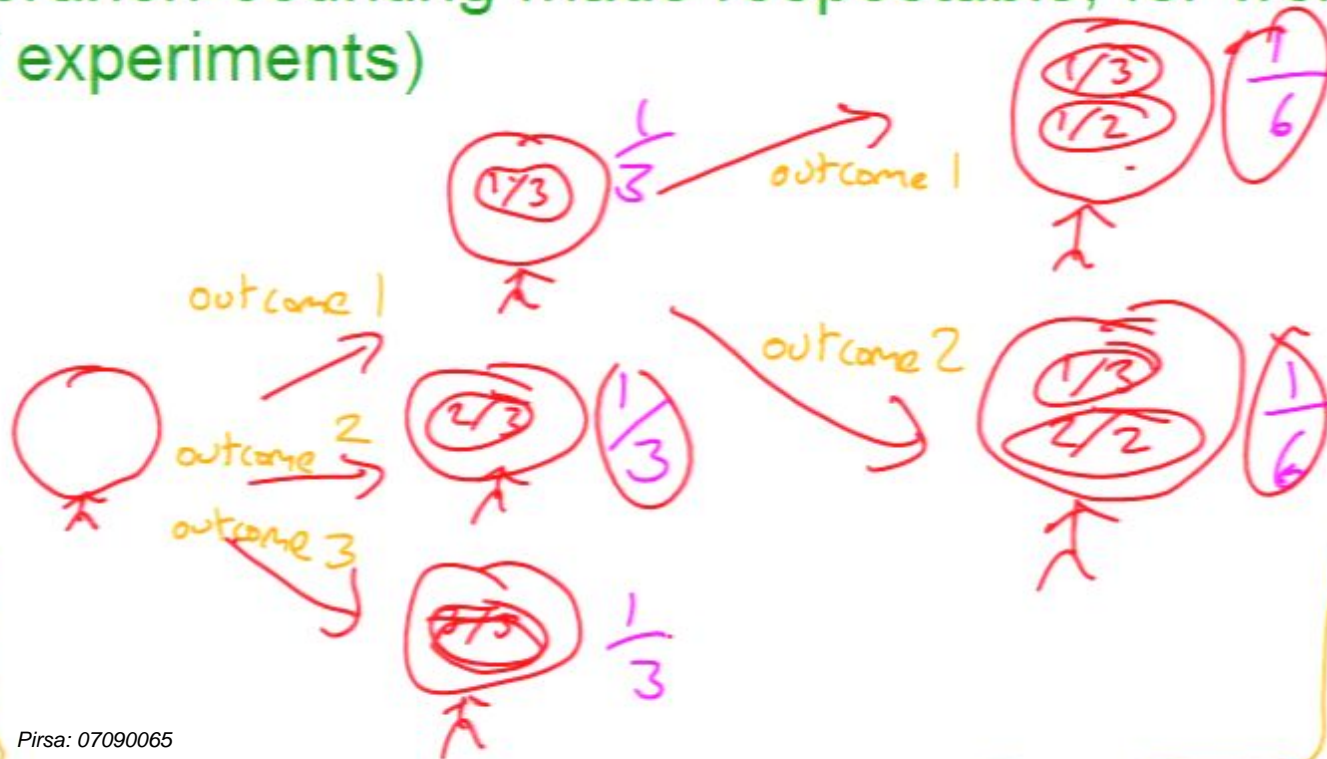 experiments)
1/3
1/3
outcome 1
1/3
1/2
1/6
outcome 1
outcome 2
outcome 3
2/3
1/3
1/3
outcome 2
1/3
2/2
1/6
Pirsa: 07090065